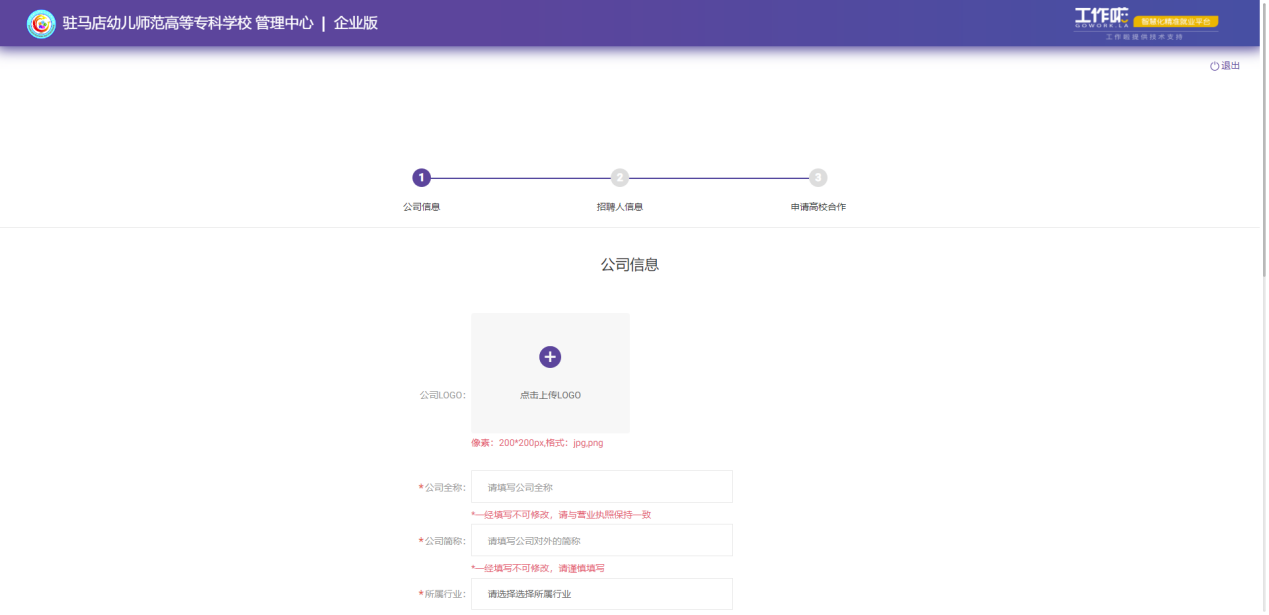 驻马店幼儿师范高等专科学校 管理中心 | 企业版
工作啦 智慧化精准就业平台
GOWORK.LA
工作啦提供技术支持
退出
1 2 3
公司信息 招聘人信息 申请高校合作
公司信息
点击上传LOGO
公司LOGO：
像素：200*200px,格式：jpg,png
*公司全称： 请填写公司全称
*一经填写不可修改，请与营业执照保持一致
*公司简称： 请填写公司对外的简称
*一经填写不可修改，请谨慎填写
*所属行业： 请选择选择所属行业